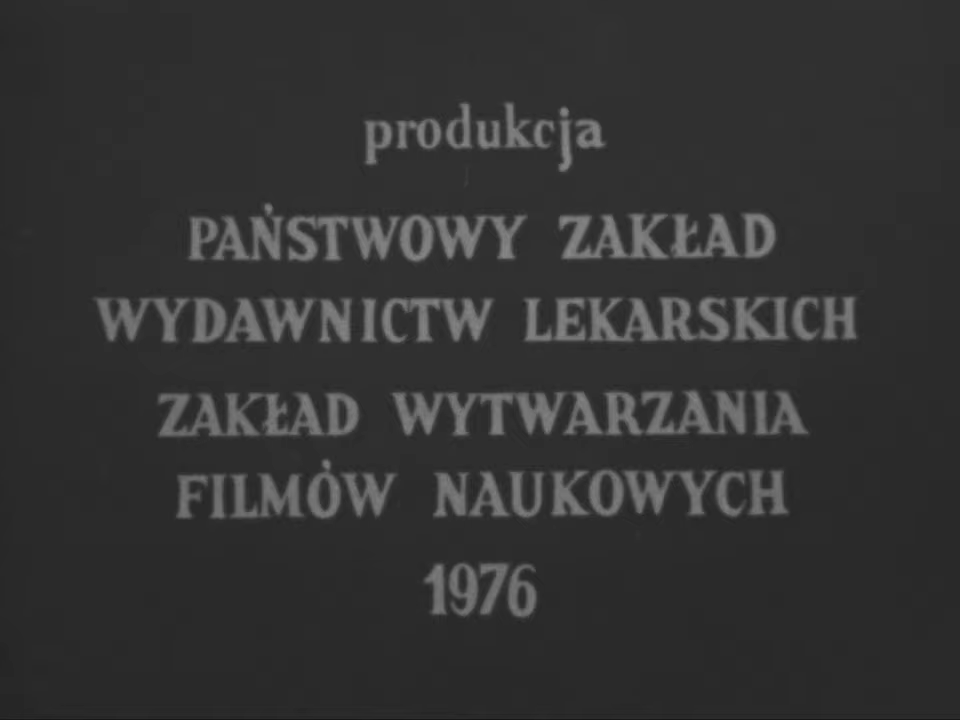 produkcja
PAŃSTWOWY ZAKŁAD
WYDAWNICTW LEKARSKICH
ZAKŁAD WYTWARZANIA
FILMÓW NAUKOWYCH
1976